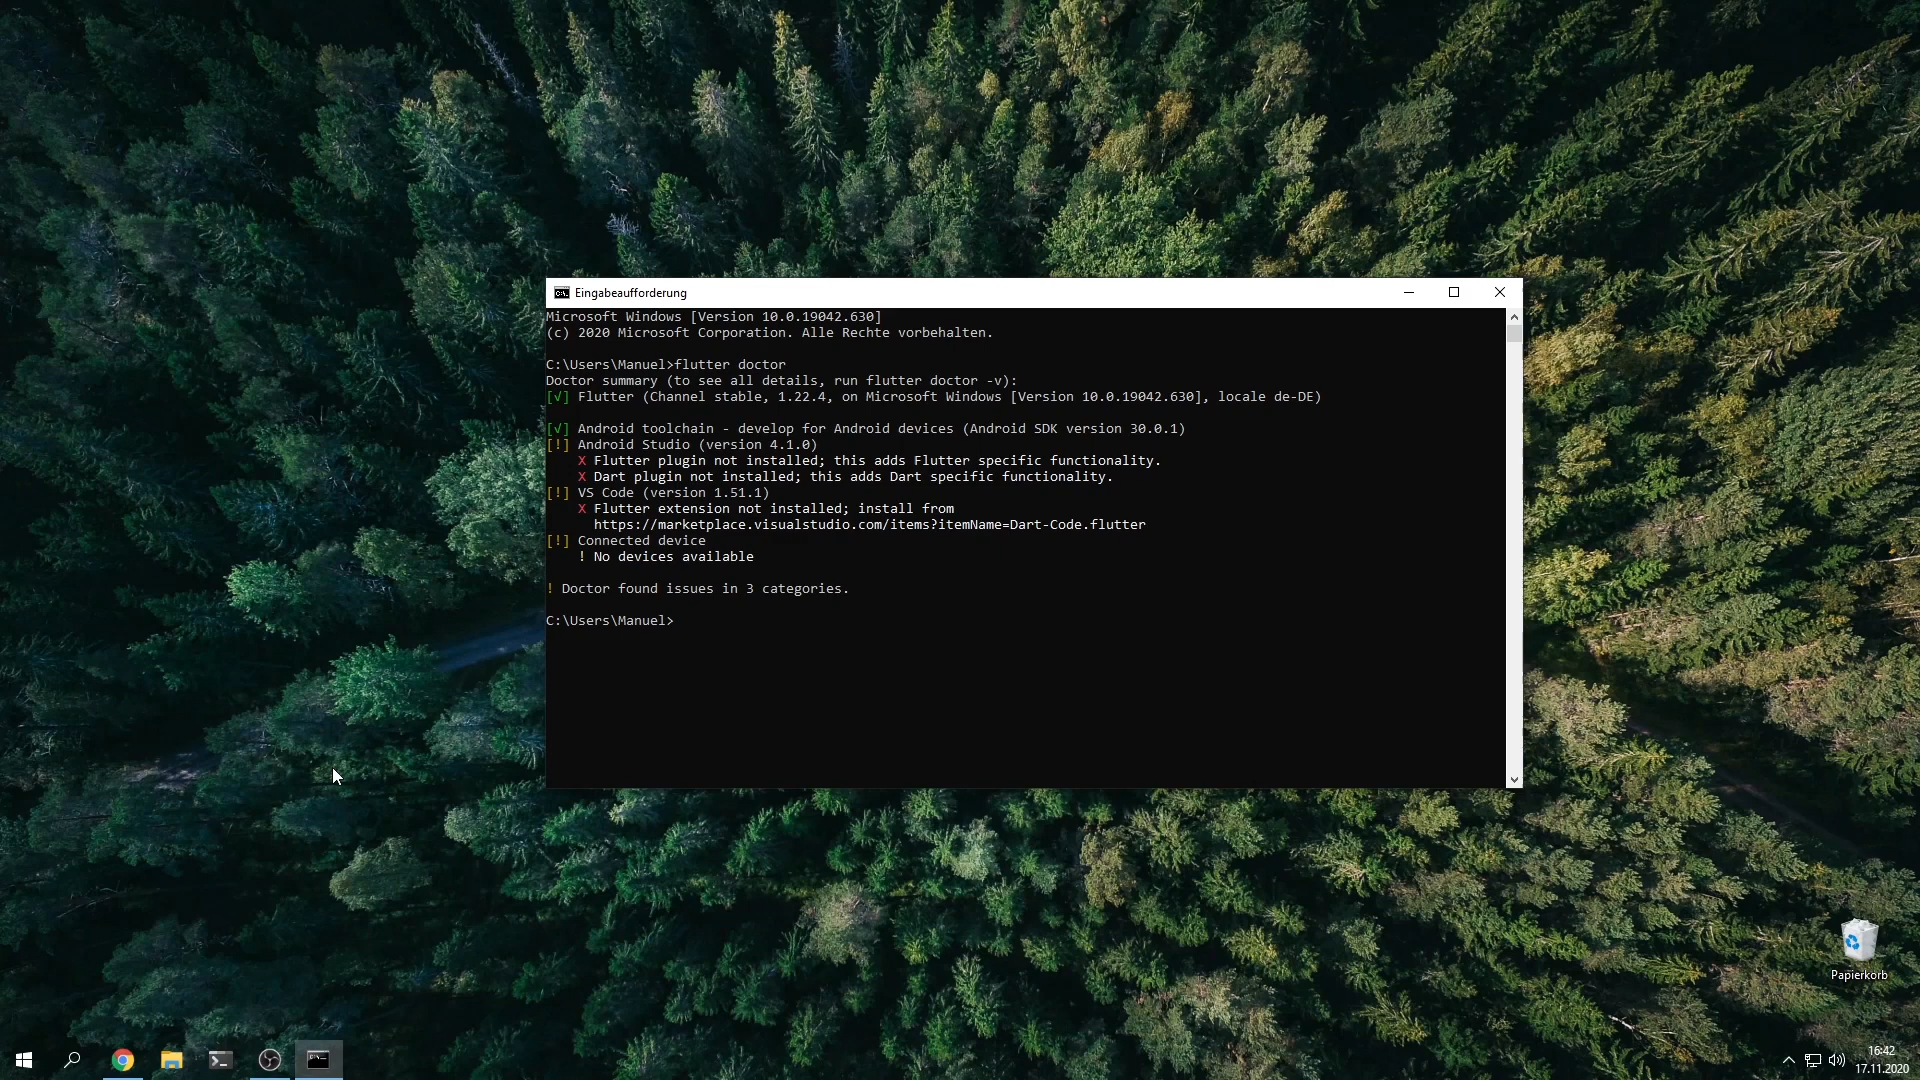 Eingabeaufforderung
Microsoft Windows [Version 10.0.19042.630]
(c) 2020 Microsoft Corporation. Alle Rechte vorbehalten.
C:\Users\Manuel>flutter doctor
Doctor summary (to see all details, run flutter doctor -v):
[√] Flutter (Channel stable, 1.22.4, on Microsoft Windows [Version 10.0.19042.630], locale de-DE)
[√] Android toolchain - develop for Android devices (Android SDK version 30.0.1)
[!] Android Studio (version 4.1.0)
X Flutter plugin not installed; this adds Flutter specific functionality.
X Dart plugin not installed; this adds Dart specific functionality.
[!] VS Code (version 1.51.1)
X Flutter extension not installed; install from
https://marketplace.visualstudio.com/items?itemName=Dart-Code.flutter
[!] Connected device
! No devices available
! Doctor found issues in 3 categories.
C:\Users\Manuel>
Papierkorb
16:42
17.11.2020